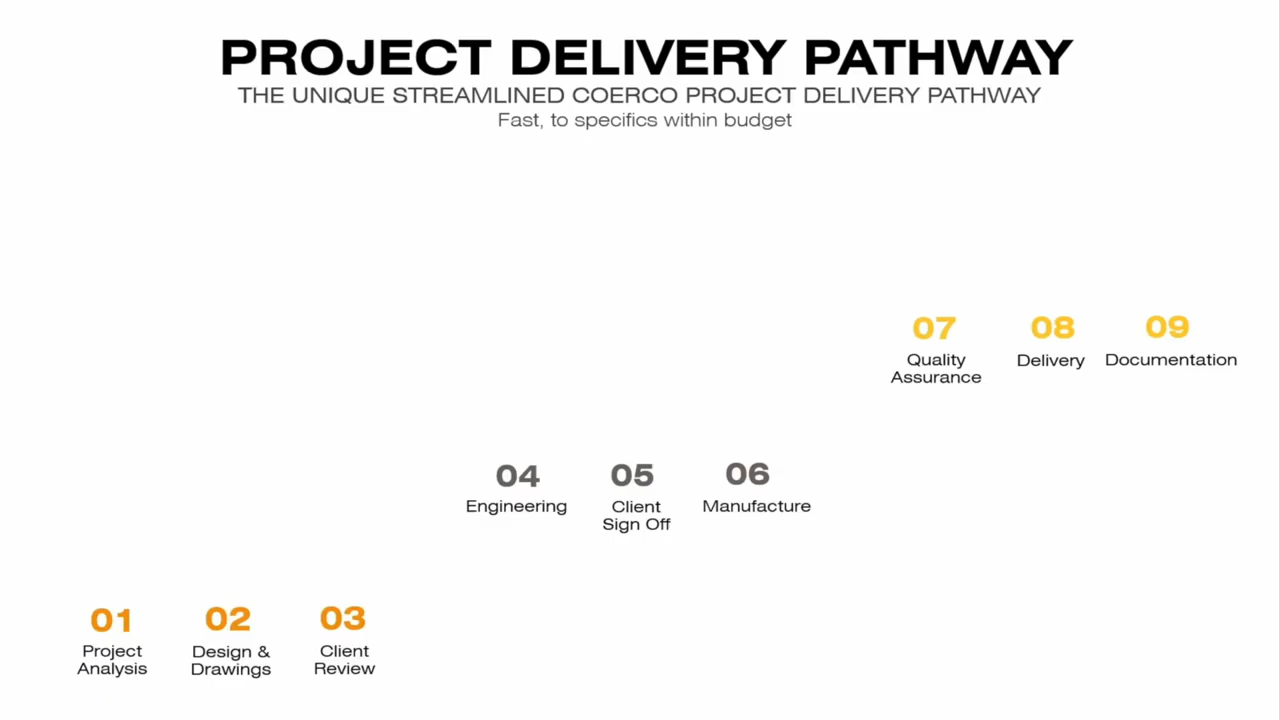 PROJECT DELIVERY PATHWAY
THE UNIQUE STREAMLINED COERCO PROJECT DELIVERY PATHWAY
Fast, to specifics within budget
07
Quality
Assurance
08
Delivery
09
Documentation
04
Engineering
05
Client
Sign Off
06
Manufacture
01
Project
Analysis
02
Design &
Drawings
03
Client
Review